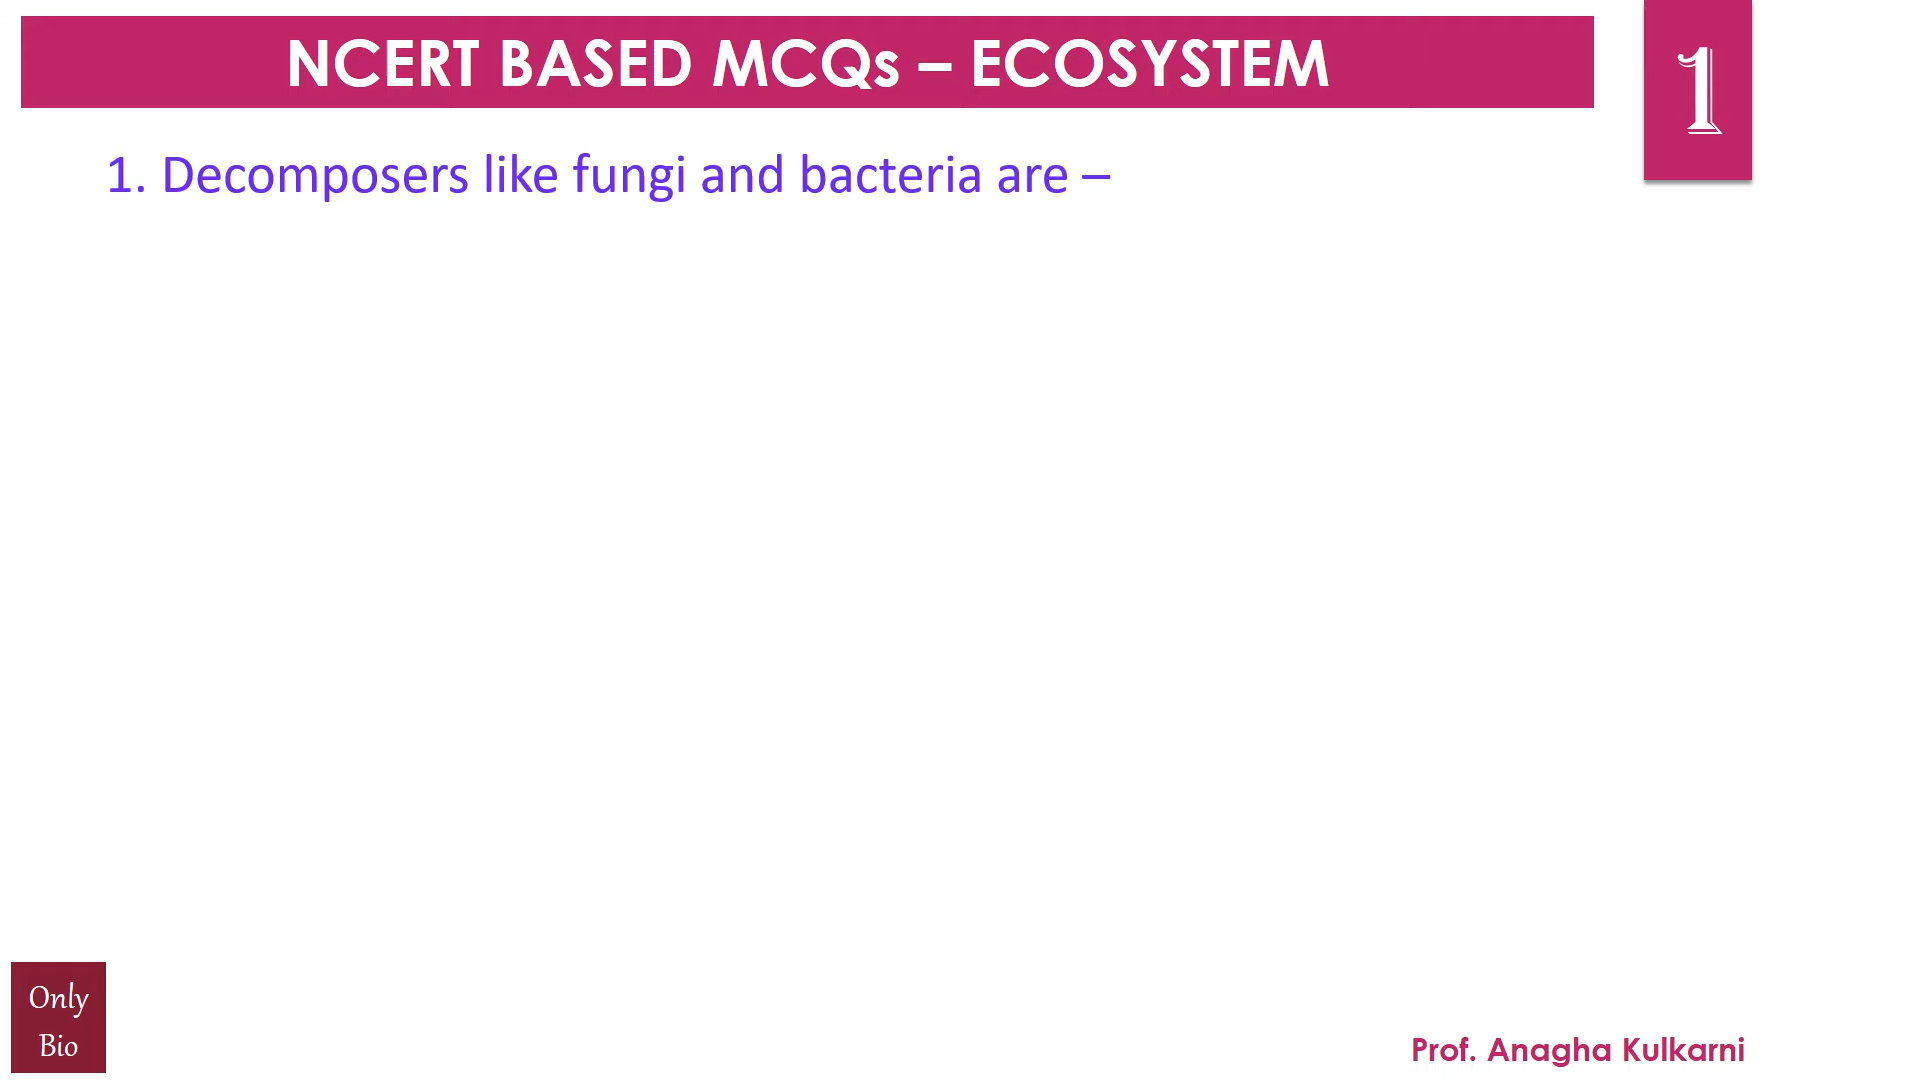 NCERT BASED MCQs – ECOSYSTEM
1
1. Decomposers like fungi and bacteria are –
Only
Bio
Prof. Anagha Kulkarni